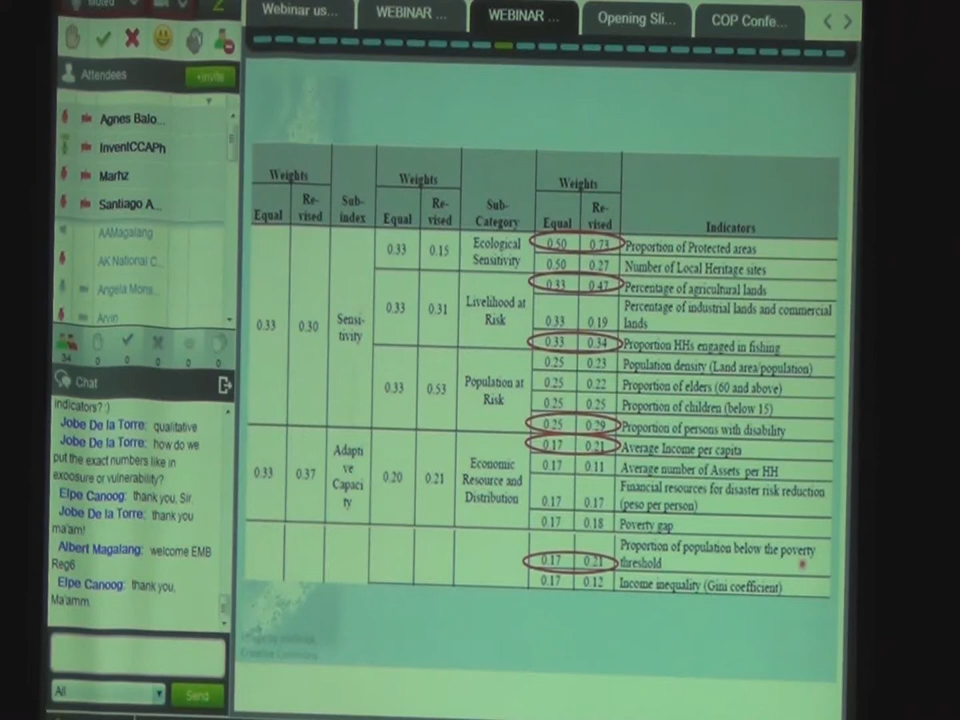 Muted
Webinar us...
WEBINAR ...
WEBINAR ...
Opening Sli...
COP Confe...
Attendees
+Invite
Agnes Balo...
InvenICCAPh
Marhz
Santiago A...
AAMagalang
AK National C...
Angela Mons...
Arvin
34 0 0 0 0 0
Chat
indicators? :)
Jobe De la Torre: qualitative
Jobe De la Torre: how do we
put the exact numbers like in
exposure or vulnerability?
Elpe Canoog: thank you, Sir.
Jobe De la Torre: thank you
ma'am!
Albert Magalang: welcome EMB
Reg6
Elpe Canoog: thank you,
Ma'amm.
All
Send
Weights Sub-index Weights Sub-Category Weights Indicators
Equal Re-vised Equal Re-vised Equal Re-vised
0.33 0.30 Sensi-tivity
0.33 0.15 Ecological Sensitivity
0.50 0.73 Proportion of Protected areas
0.50 0.27 Number of Local Heritage sites
0.33 0.31 Livelihood at Risk
0.33 0.47 Percentage of agricultural lands
0.33 0.19 Percentage of industrial lands and commercial lands
0.33 0.34 Proportion HHs engaged in fishing
0.33 0.53 Population at Risk
0.25 0.23 Population density (Land area/population)
0.25 0.22 Proportion of elders (60 and above)
0.25 0.25 Proportion of children (below 15)
0.25 0.29 Proportion of persons with disability
0.33 0.37 Adapti ve Capaci ty
0.20 0.21 Economic Resource and Distribution
0.17 0.21 Average Income per capita
0.17 0.11 Average number of Assets per HH
0.17 0.17 Financial resources for disaster risk reduction (peso per person)
0.17 0.18 Poverty gap
0.17 0.21 Proportion of population below the poverty threshold
0.17 0.12 Income inequality (Gini coefficient)
Creative Commons